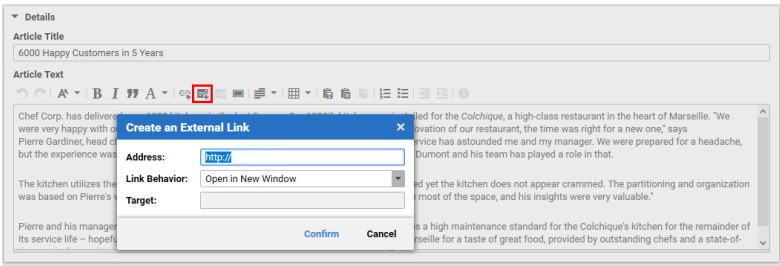 Details
Article Title
6000 Happy Customers in 5 Years
Article Text
Chef Corp. has delivered
led for the Colchique, a high-class restaurant in the heart of Marseille. "We
were very happy with
ovation of our restaurant, the time was right for a new one," says
Pierre Gardiner, head
rvice has astounded me and my manager. We were prepared for a headache,
but the experience was
Dumont and his team has played a role in that.
The kitchen utilizes the
ed yet the kitchen does not appear crammed. The partitioning and organization
was based on Pierre's
most of the space, and his insights were very valuable."
Pierre and his manager
s a high maintenance standard for the Colchique's kitchen for the remainder of
its service life –
rseille for a taste of great food, provided by outstanding chefs and a state-of-
Create an External Link
Address:
http://
Link Behavior:
Open in New Window
Target:
Confirm Cancel